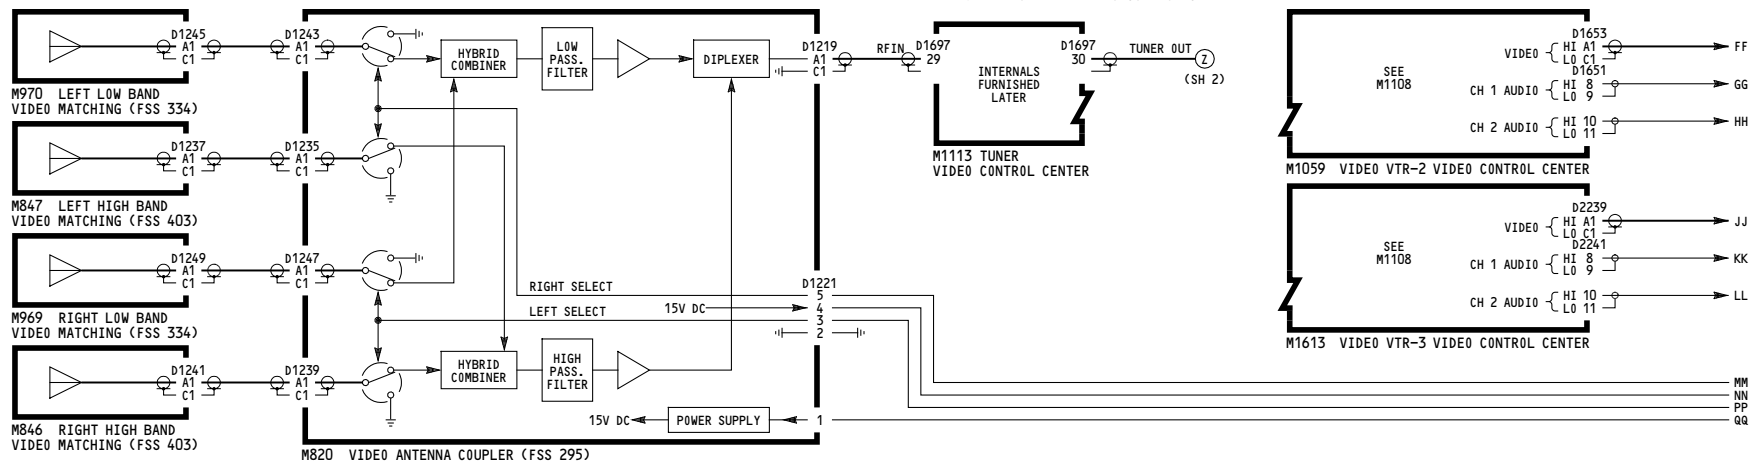 D1245
A1
C1
D1243
A1
C1
M970 LEFT LOW BAND
VIDEO MATCHING (FSS 334)
D1237
A1
C1
D1235
A1
C1
M847 LEFT HIGH BAND
VIDEO MATCHING (FSS 403)
D1249
A1
C1
D1247
A1
C1
M969 RIGHT LOW BAND
VIDEO MATCHING (FSS 334)
D1241
A1
C1
D1239
A1
C1
M846 RIGHT HIGH BAND
VIDEO MATCHING (FSS 403)
HYBRID
COMBINER
LOW
PASS.
FILTER
DIPLEXER
D1219
A1
C1
RIGHT SELECT
15V DC
LEFT SELECT
D1221
5
4
3
2
HYBRID
COMBINER
HIGH
PASS.
FILTER
15V DC
POWER SUPPLY
1
M820 VIDEO ANTENNA COUPLER (FSS 295)
RFIN
D1697
29
INTERNALS
FURNISHED
LATER
D1697
30
TUNER OUT
Z
(SH 2)
M1113 TUNER
VIDEO CONTROL CENTER
SEE
M1108
D1653
VIDEO
HI A1
LO C1
FF
D1651
CH 1 AUDIO
HI 8
LO 9
GG
CH 2 AUDIO
HI 10
LO 11
HH
M1059 VIDEO VTR-2 VIDEO CONTROL CENTER
SEE
M1108
D2239
VIDEO
HI A1
LO C1
JJ
D2241
CH 1 AUDIO
HI 8
LO 9
KK
CH 2 AUDIO
HI 10
LO 11
LL
M1613 VIDEO VTR-3 VIDEO CONTROL CENTER
MM
NN
PP
QQ